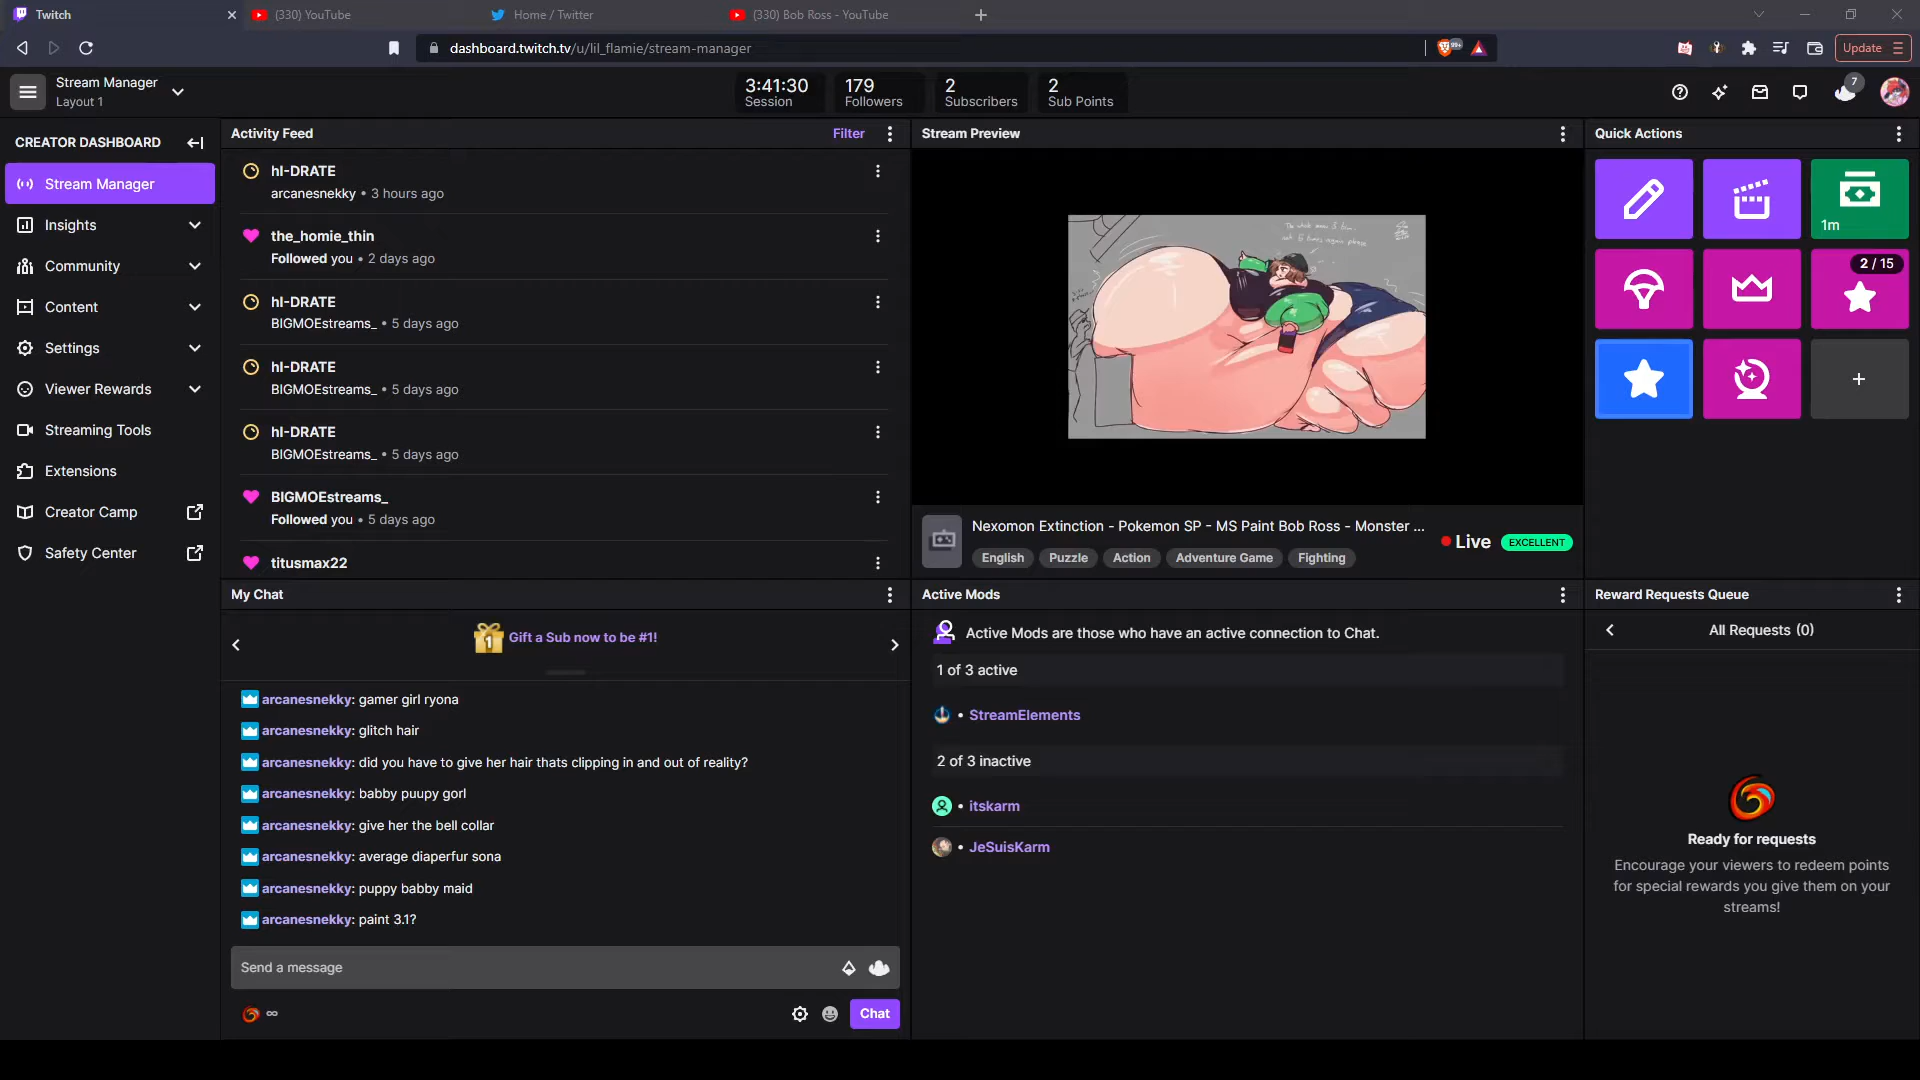 Twitch
(330) YouTube
Home / Twitter
(330) Bob Ross - YouTube
dashboard.twitch.tv/u/lil_flamie/stream-manager
99+
Update
Stream Manager
Layout 1
3:41:30
Session
179
Followers
2
Subscribers
2
Sub Points
7
CREATOR DASHBOARD
Stream Manager
Insights
Community
Content
Settings
Viewer Rewards
Streaming Tools
Extensions
Creator Camp
Safety Center
Activity Feed
Filter
hI-DRATE
arcanesnekky • 3 hours ago
the_homie_thin
Followed you • 2 days ago
hI-DRATE
BIGMOEstreams_ • 5 days ago
hI-DRATE
BIGMOEstreams_ • 5 days ago
hI-DRATE
BIGMOEstreams_ • 5 days ago
BIGMOEstreams_
Followed you • 5 days ago
titusmax22
Stream Preview
Nexomon Extinction - Pokemon SP - MS Paint Bob Ross - Monster ...
English
Puzzle
Action
Adventure Game
Fighting
Live
EXCELLENT
Quick Actions
1m
2 / 15
My Chat
1
Gift a Sub now to be #1!
arcanesnekky: gamer girl ryona
arcanesnekky: glitch hair
arcanesnekky: did you have to give her hair thats clipping in and out of reality?
arcanesnekky: babby puupy gorl
arcanesnekky: give her the bell collar
arcanesnekky: average diaperfur sona
arcanesnekky: puppy babby maid
arcanesnekky: paint 3.1?
Send a message
∞
Chat
Active Mods
Active Mods are those who have an active connection to Chat.
1 of 3 active
• StreamElements
2 of 3 inactive
• itskarm
• JeSuisKarm
Reward Requests Queue
All Requests (0)
Ready for requests
Encourage your viewers to redeem points
for special rewards you give them on your
streams!